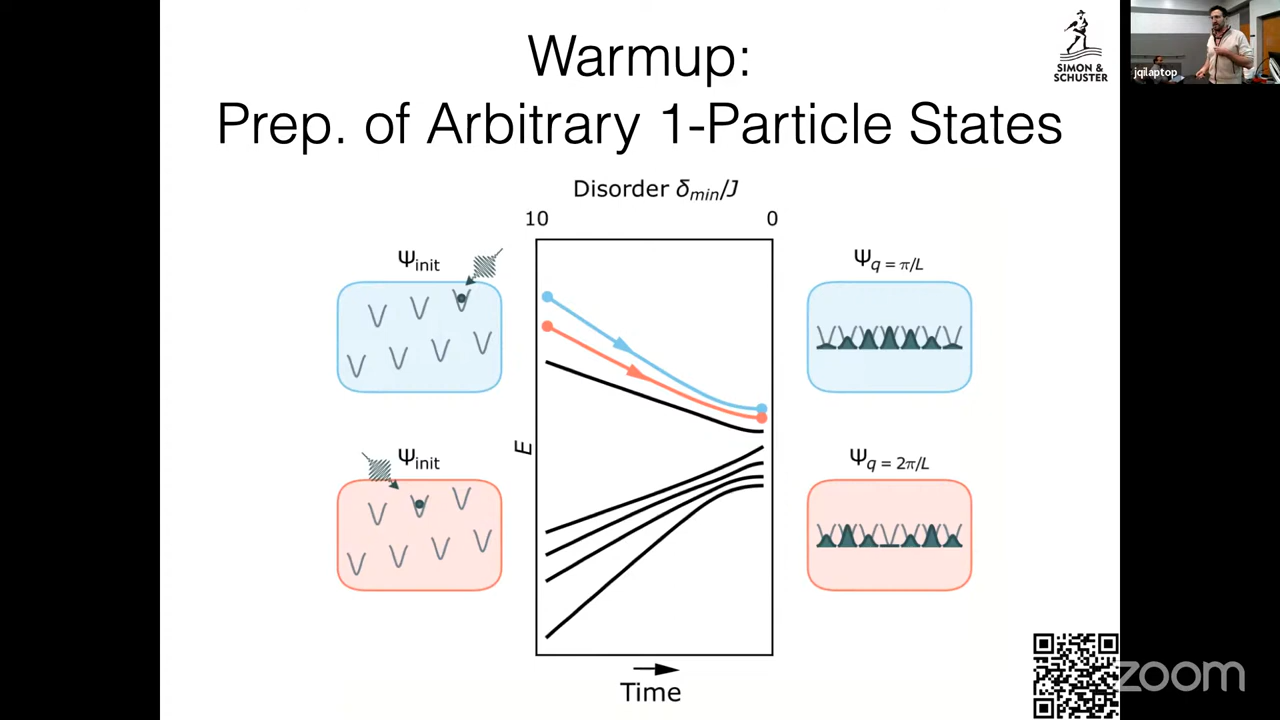 Warmup:
Prep. of Arbitrary 1-Particle States
SIMON &
SCHUSTER
jqilaptop
Disorder δmin/J
10
0
Ψinit
Ψq = π/L
E
Ψinit
Ψq = 2π/L
Time
zoom